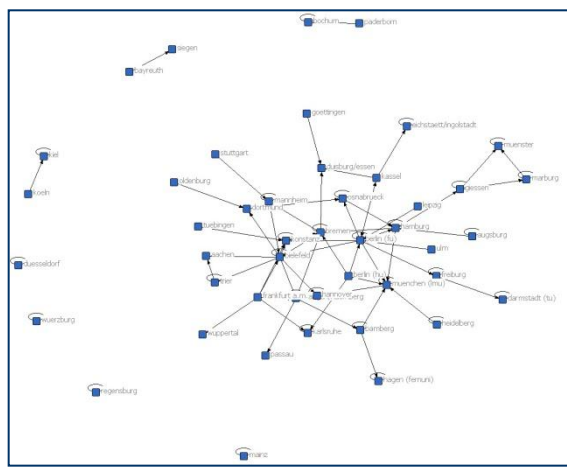 bochum
paderborn
siegen
bayreuth
goettingen
eichstaett/ingolstadt
muenster
stuttgart
kiel
duisburg/essen
kassel
marburg
oldenburg
giessen
koeln
mannheim
osnabrueck
dortmund
leipzig
tuebingen
bremen
hamburg
augsburg
konstanz
berlin (fu)
ulm
aachen
bielefeld
duesseldorf
trier
berlin (hu)
freiburg
muenchen (lmu)
frankfurt a.m.
hannover
berg
darmstadt (tu)
wuerzburg
wuppertal
karlsruhe
bamberg
heidelberg
passau
hagen (fernuni)
regensburg
mainz